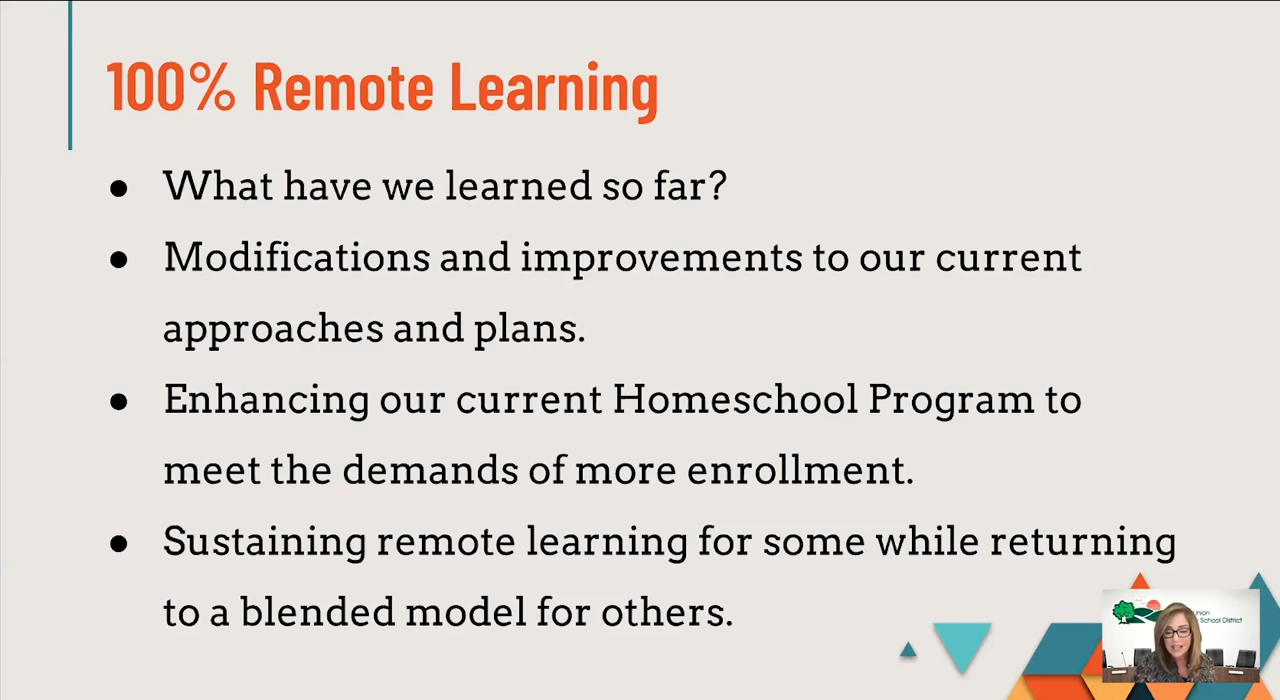 100% Remote Learning
● What have we learned so far?
● Modifications and improvements to our current
approaches and plans.
● Enhancing our current Homeschool Program to
meet the demands of more enrollment.
● Sustaining remote learning for some while returning
to a blended model for others.
Union
School District